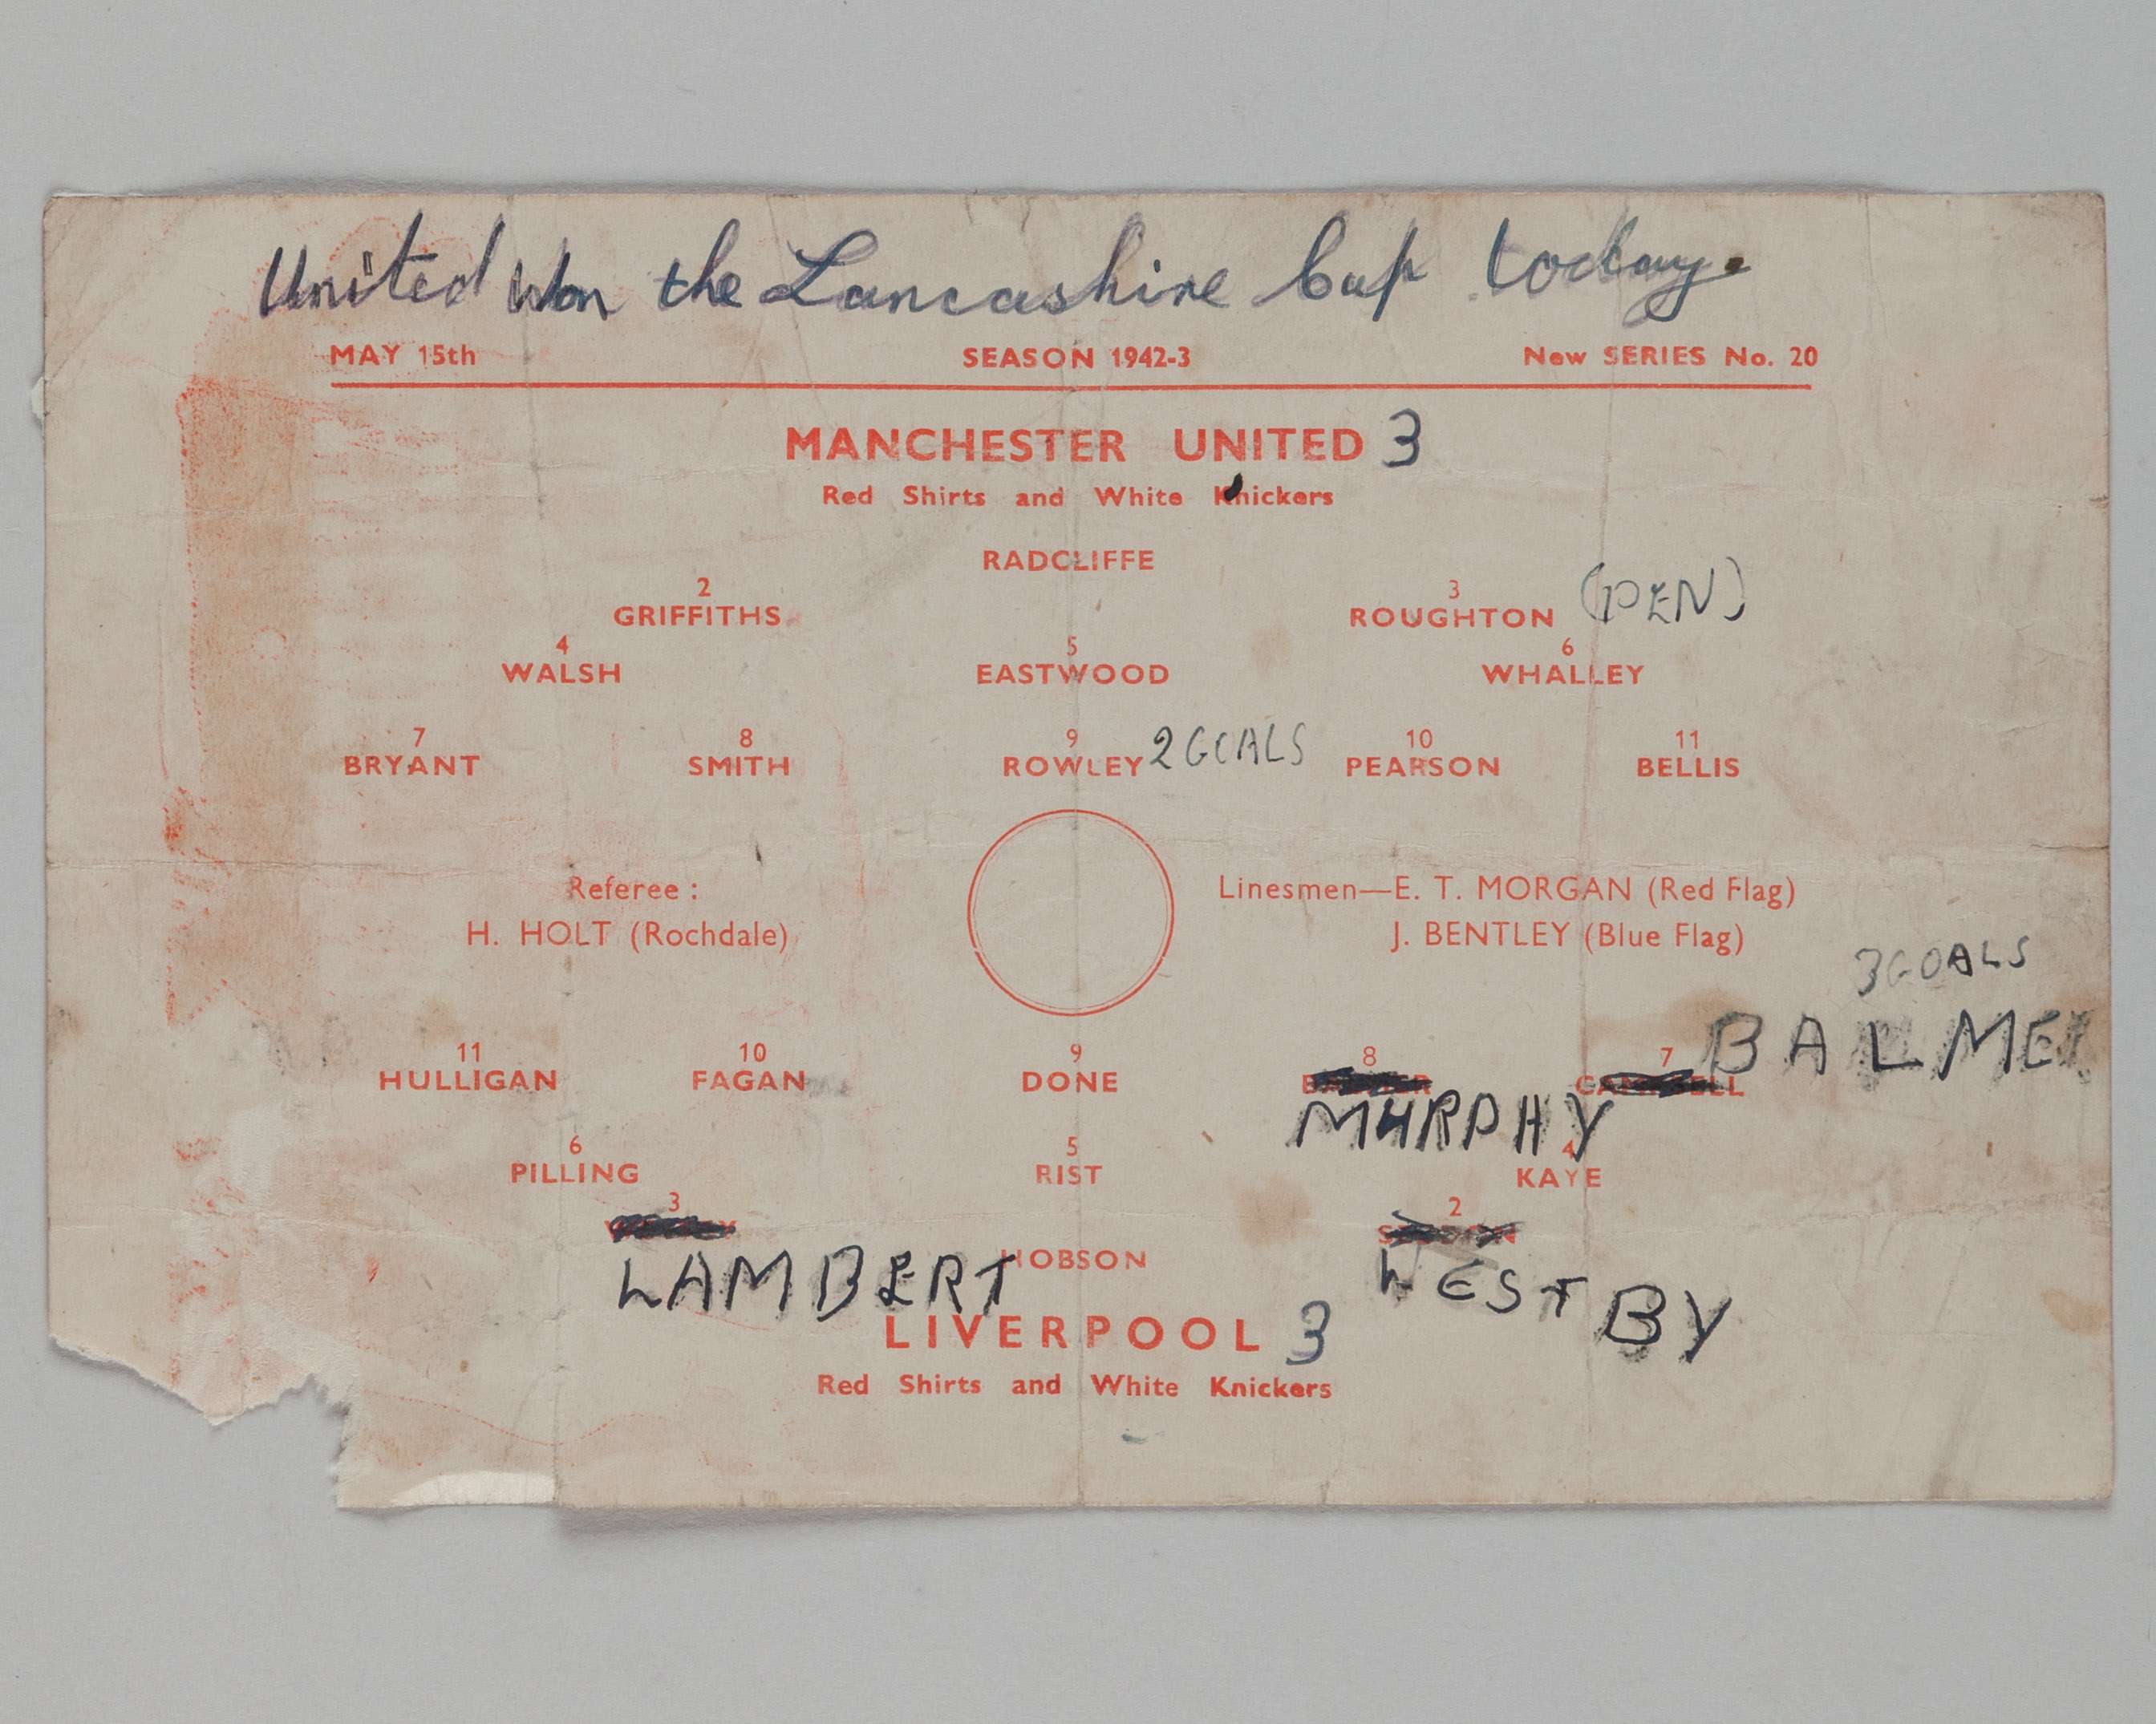 United won the Lancashire Cup today.
MAY 15th SEASON 1942-3 New SERIES No. 20
MANCHESTER UNITED 3
Red Shirts and White Knickers
RADCLIFFE
2 3
GRIFFITHS ROUGHTON (PEN)
4 5 6
WALSH EASTWOOD WHALLEY
7 8 9 10 11
BRYANT SMITH ROWLEY 2 GOALS PEARSON BELLIS
Referee :
H. HOLT (Rochdale)
Linesmen—E. T. MORGAN (Red Flag)
J. BENTLEY (Blue Flag)
3 GOALS
BALMER
11 10 9 8 7
HULLIGAN FAGAN DONE CAMPBELL
MURPHY
6 5 4
PILLING RIST KAYE
3 2
HOBSON
LAMBERT WESTBY
LIVERPOOL 3
Red Shirts and White Knickers